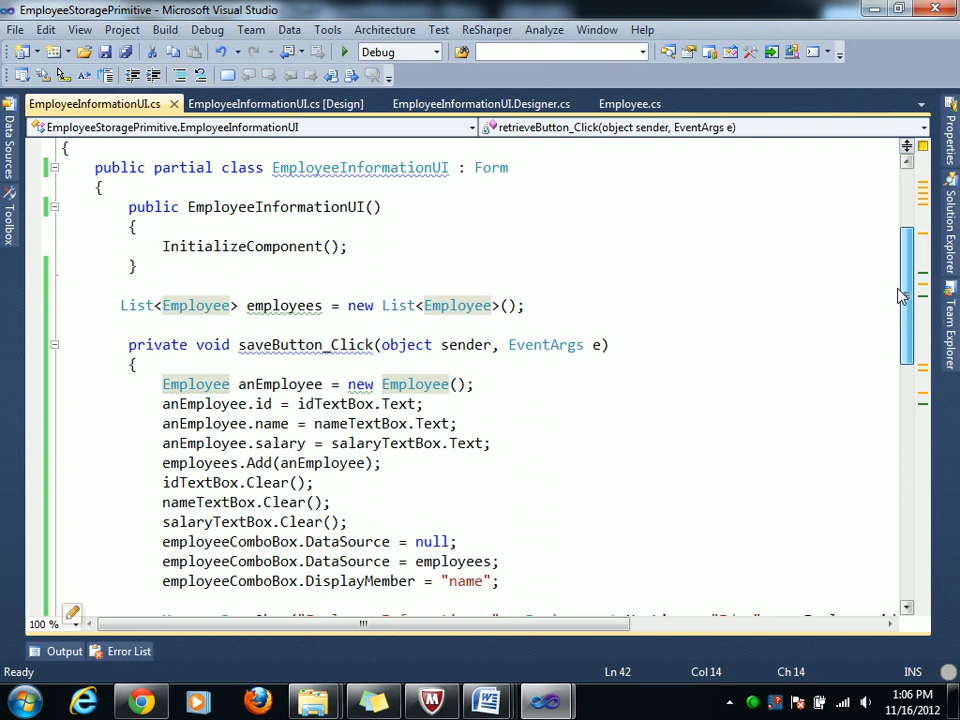 EmployeeStoragePrimitive - Microsoft Visual Studio
File Edit View Project Build Debug Team Data Tools Architecture Test ReSharper Analyze Window Help
Debug
EmployeeInformationUI.cs EmployeeInformationUI.cs [Design] EmployeeInformationUI.Designer.cs Employee.cs
EmployeeStoragePrimitive.EmployeeInformationUI retrieveButton_Click(object sender, EventArgs e)
{
public partial class EmployeeInformationUI : Form
{
public EmployeeInformationUI()
{
InitializeComponent();
}
List<Employee> employees = new List<Employee>();
private void saveButton_Click(object sender, EventArgs e)
{
Employee anEmployee = new Employee();
anEmployee.id = idTextBox.Text;
anEmployee.name = nameTextBox.Text;
anEmployee.salary = salaryTextBox.Text;
employees.Add(anEmployee);
idTextBox.Clear();
nameTextBox.Clear();
salaryTextBox.Clear();
employeeComboBox.DataSource = null;
employeeComboBox.DataSource = employees;
employeeComboBox.DisplayMember = "name";
100 %
Output Error List
Ready Ln 42 Col 14 Ch 14 INS
1:06 PM
11/16/2012
Data Sources
Toolbox
Properties
Solution Explorer
Team Explorer